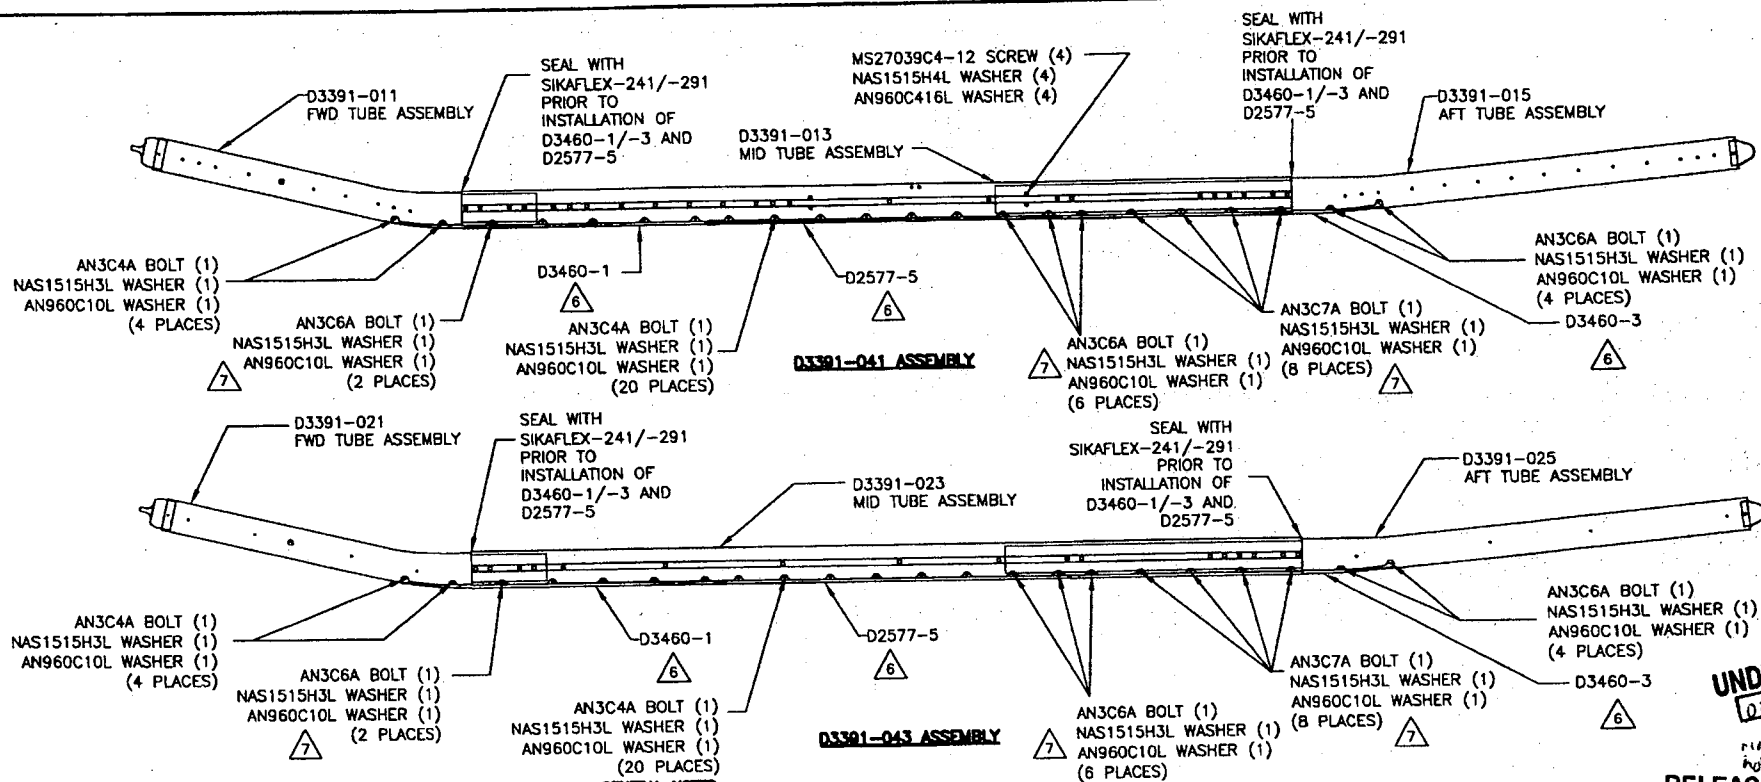 SEAL WITH
SIKAFLEX-241/-291
PRIOR TO
INSTALLATION OF
D3460-1/-3 AND
D2577-5
D3391-011
FWD TUBE ASSEMBLY
MS27039C4-12 SCREW (4)
NAS1515H4L WASHER (4)
AN960C416L WASHER (4)
D3391-013
MID TUBE ASSEMBLY
SEAL WITH
SIKAFLEX-241/-291
PRIOR TO
INSTALLATION OF
D3460-1/-3 AND
D2577-5
D3391-015
AFT TUBE ASSEMBLY
AN3C4A BOLT (1)
NAS1515H3L WASHER (1)
AN960C10L WASHER (1)
(4 PLACES)
AN3C6A BOLT (1)
NAS1515H3L WASHER (1)
AN960C10L WASHER (1)
(2 PLACES)
7
D3460-1
6
AN3C4A BOLT (1)
NAS1515H3L WASHER (1)
AN960C10L WASHER (1)
(20 PLACES)
D2577-5
6
D3391-041 ASSEMBLY
7
AN3C6A BOLT (1)
NAS1515H3L WASHER (1)
AN960C10L WASHER (1)
(6 PLACES)
AN3C7A BOLT (1)
NAS1515H3L WASHER (1)
AN960C10L WASHER (1)
(8 PLACES)
7
AN3C6A BOLT (1)
NAS1515H3L WASHER (1)
AN960C10L WASHER (1)
(4 PLACES)
D3460-3
6
D3391-021
FWD TUBE ASSEMBLY
SEAL WITH
SIKAFLEX-241/-291
PRIOR TO
INSTALLATION OF
D3460-1/-3 AND
D2577-5
D3391-023
MID TUBE ASSEMBLY
SEAL WITH
SIKAFLEX-241/-291
PRIOR TO
INSTALLATION OF
D3460-1/-3 AND
D2577-5
D3391-025
AFT TUBE ASSEMBLY
AN3C4A BOLT (1)
NAS1515H3L WASHER (1)
AN960C10L WASHER (1)
(4 PLACES)
AN3C6A BOLT (1)
NAS1515H3L WASHER (1)
AN960C10L WASHER (1)
(2 PLACES)
7
D3460-1
6
AN3C4A BOLT (1)
NAS1515H3L WASHER (1)
AN960C10L WASHER (1)
(20 PLACES)
D2577-5
6
D3391-043 ASSEMBLY
7
AN3C6A BOLT (1)
NAS1515H3L WASHER (1)
AN960C10L WASHER (1)
(6 PLACES)
AN3C7A BOLT (1)
NAS1515H3L WASHER (1)
AN960C10L WASHER (1)
(8 PLACES)
7
AN3C6A BOLT (1)
NAS1515H3L WASHER (1)
AN960C10L WASHER (1)
(4 PLACES)
D3460-3
6
UND
RELEAS